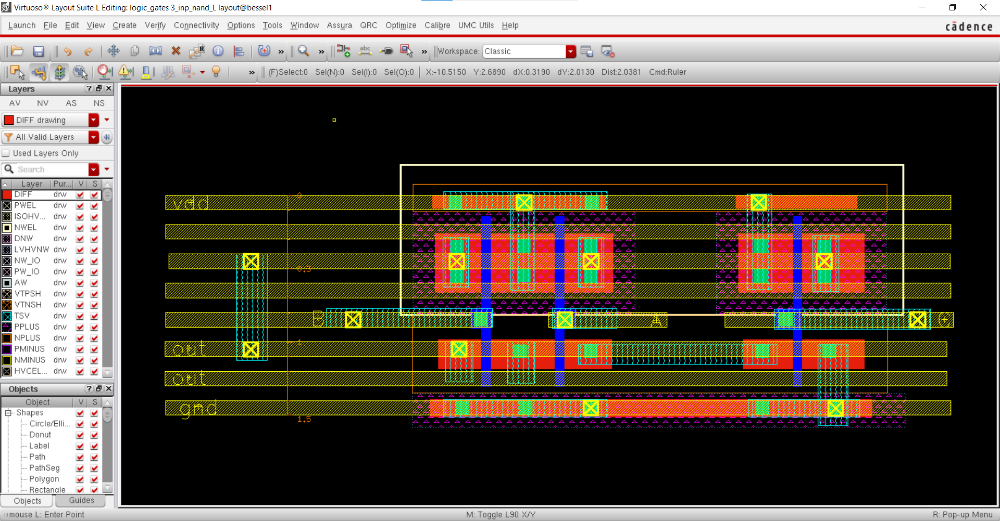 Virtuoso® Layout Suite L Editing: logic_gates 3_inp_nand_L layout@bessel1
Launch File Edit View Create Verify Connectivity Options Tools Window Assura QRC Optimize Calibre UMC Utils Help
cādence
R abc Workspace: Classic
(F)Select:0 Sel(N):0 Sel(I):0 Sel(O):0 X:-10.5150 Y:2.6890 dX:0.3190 dY:2.0130 Dist:2.0381 Cmd:Ruler
Layers
AV NV AS NS
DIFF drawing
All Valid Layers
Used Layers Only
Search
Layer Pur... V S
DIFF drw
PWEL drw
ISOHV... drw
NWEL drw
DNW drw
LVHVNW drw
NW_IO drw
PW_IO drw
AW drw
VTPSH drw
VTNSH drw
TSV drw
PPLUS drw
NPLUS drw
PMINUS drw
NMINUS drw
HVCEL... drw
Objects
Object V S
Shapes
Circle/Elli...
Donut
Label
Path
PathSeg
Polygon
Rectangle
Objects Guides
vdd
0
0.5
B A C
out
1
out
gnd
1.5
mouse L: Enter Point M: Toggle L90 X/Y R: Pop-up Menu